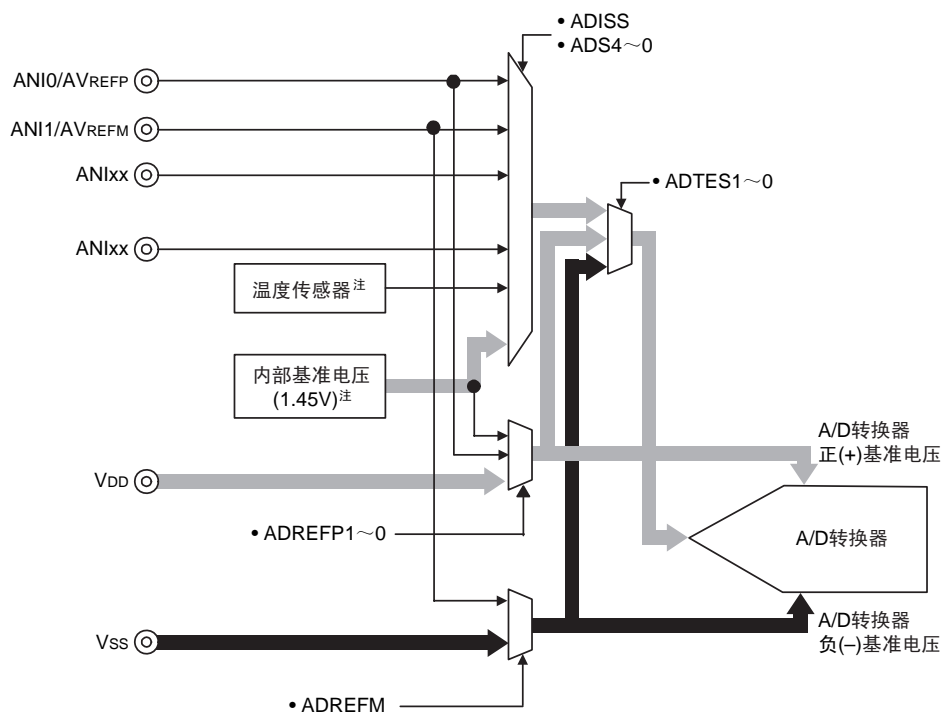 • ADISS
• ADS4～0
ANI0/AVREFP
ANI1/AVREFM
ANIxx
• ADTES1～0
ANIxx
温度传感器注
内部基准电压
(1.45V)注
A/D转换器
正(+)基准电压
VDD
• ADREFP1～0
A/D转换器
A/D转换器
负(–)基准电压
VSS
• ADREFM